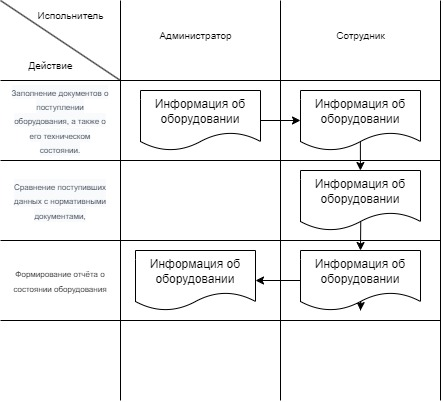 Испольнитель
Действие
Администратор
Сотрудник
Заполнение документов о
поступлении
оборудования, а также о
его техническом
состоянии.
Информация об
оборудовании
Информация об
оборудовании
Сравнение поступивших
данных с нормативными
документами,
Информация об
оборудовании
Формирование отчёта о
состоянии оборудования
Информация об
оборудовании
Информация об
оборудовании